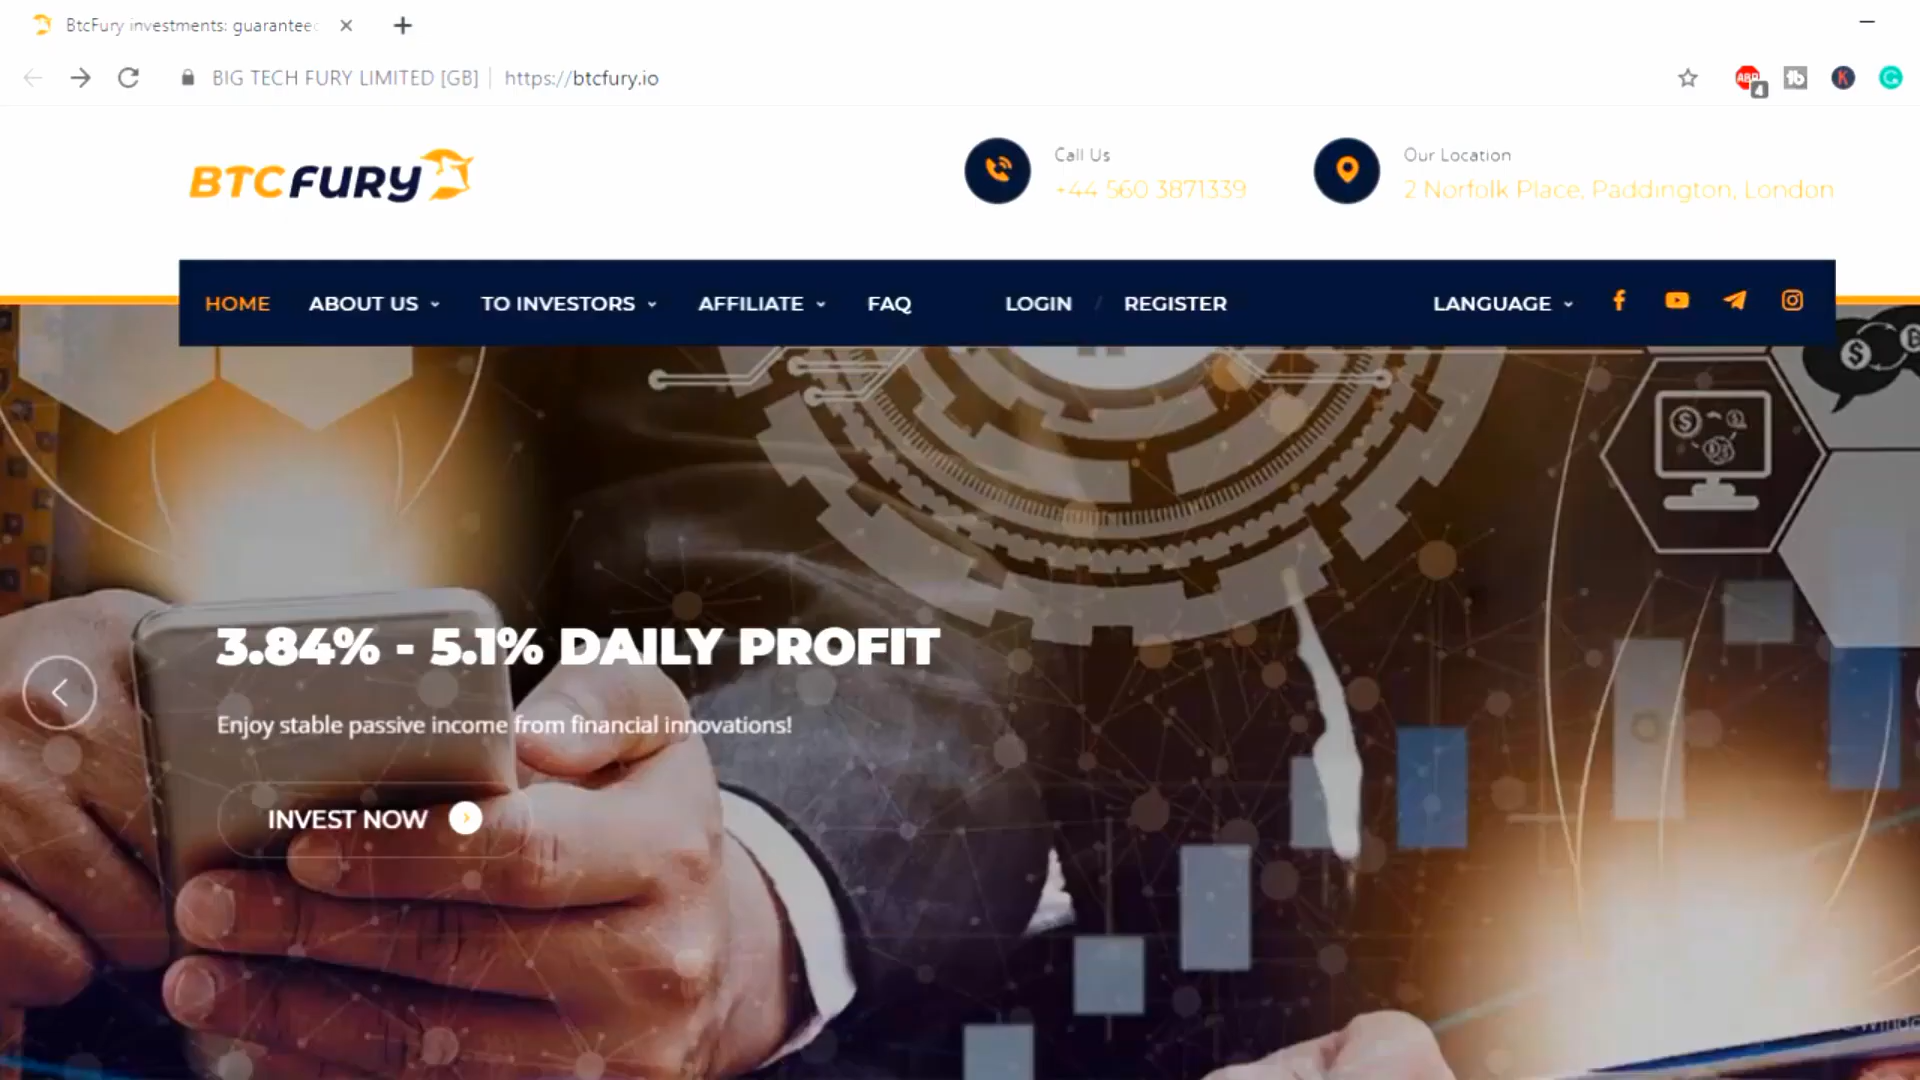 BtcFury investments: guarantee
BIG TECH FURY LIMITED [GB] https://btcfury.io
ABP 4
BTCFURY
Call Us
+44 560 3871339
Our Location
2 Norfolk Place, Paddington, London
HOME ABOUT US TO INVESTORS AFFILIATE FAQ LOGIN / REGISTER LANGUAGE
3.84% - 5.1% DAILY PROFIT
Enjoy stable passive income from financial innovations!
INVEST NOW